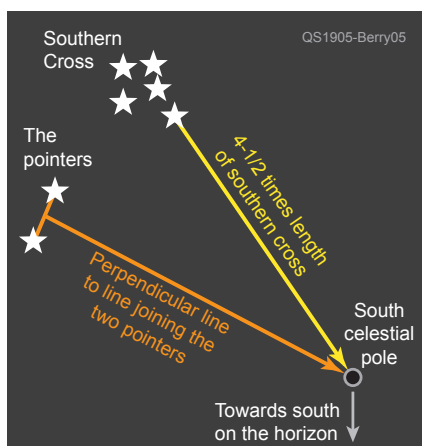 QS1905-Berry05
Southern
Cross
The
pointers
4-1/2 times length
of southern cross
Perpendicular line
to line joining the
two pointers
South
celestial
pole
Towards south
on the horizon